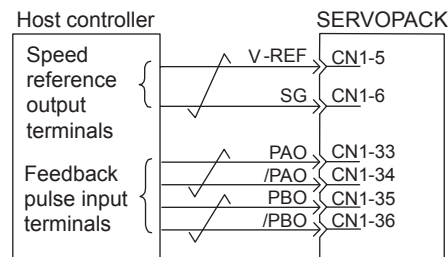 Host controller
SERVOPACK
Speed
reference
output
terminals
V-REF
CN1-5
SG
CN1-6
Feedback
pulse input
terminals
PAO
CN1-33
/PAO
CN1-34
PBO
CN1-35
/PBO
CN1-36